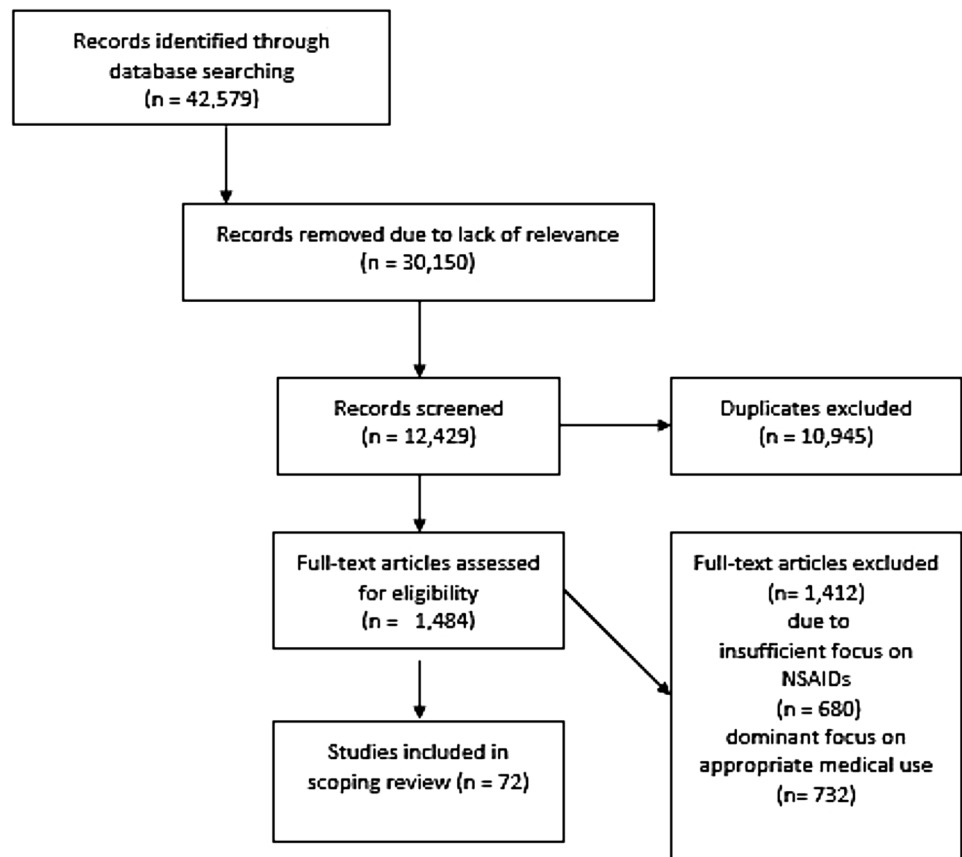 Records identified through
database searching
(n = 42,579)
Records removed due to lack of relevance
(n = 30,150)
Records screened
(n = 12,429)
Duplicates excluded
(n = 10,945)
Full-text articles assessed
for eligibility
(n = 1,484)
Full-text articles excluded
(n= 1,412)
due to
insufficient focus on
NSAIDs
(n = 680)
dominant focus on
appropriate medical use
(n= 732)
Studies included in
scoping review (n = 72)